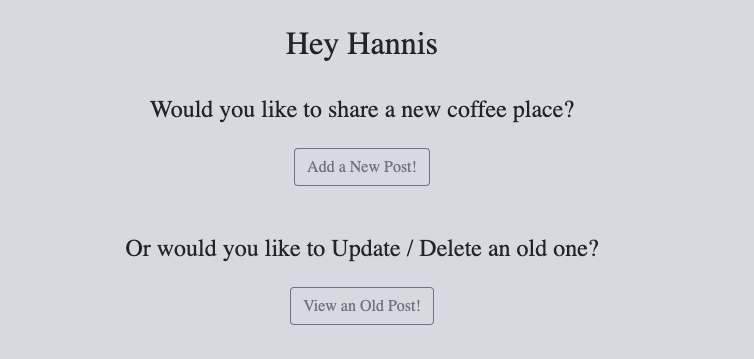 Hey Hannis
Would you like to share a new coffee place?
Add a New Post!
Or would you like to Update / Delete an old one?
View an Old Post!